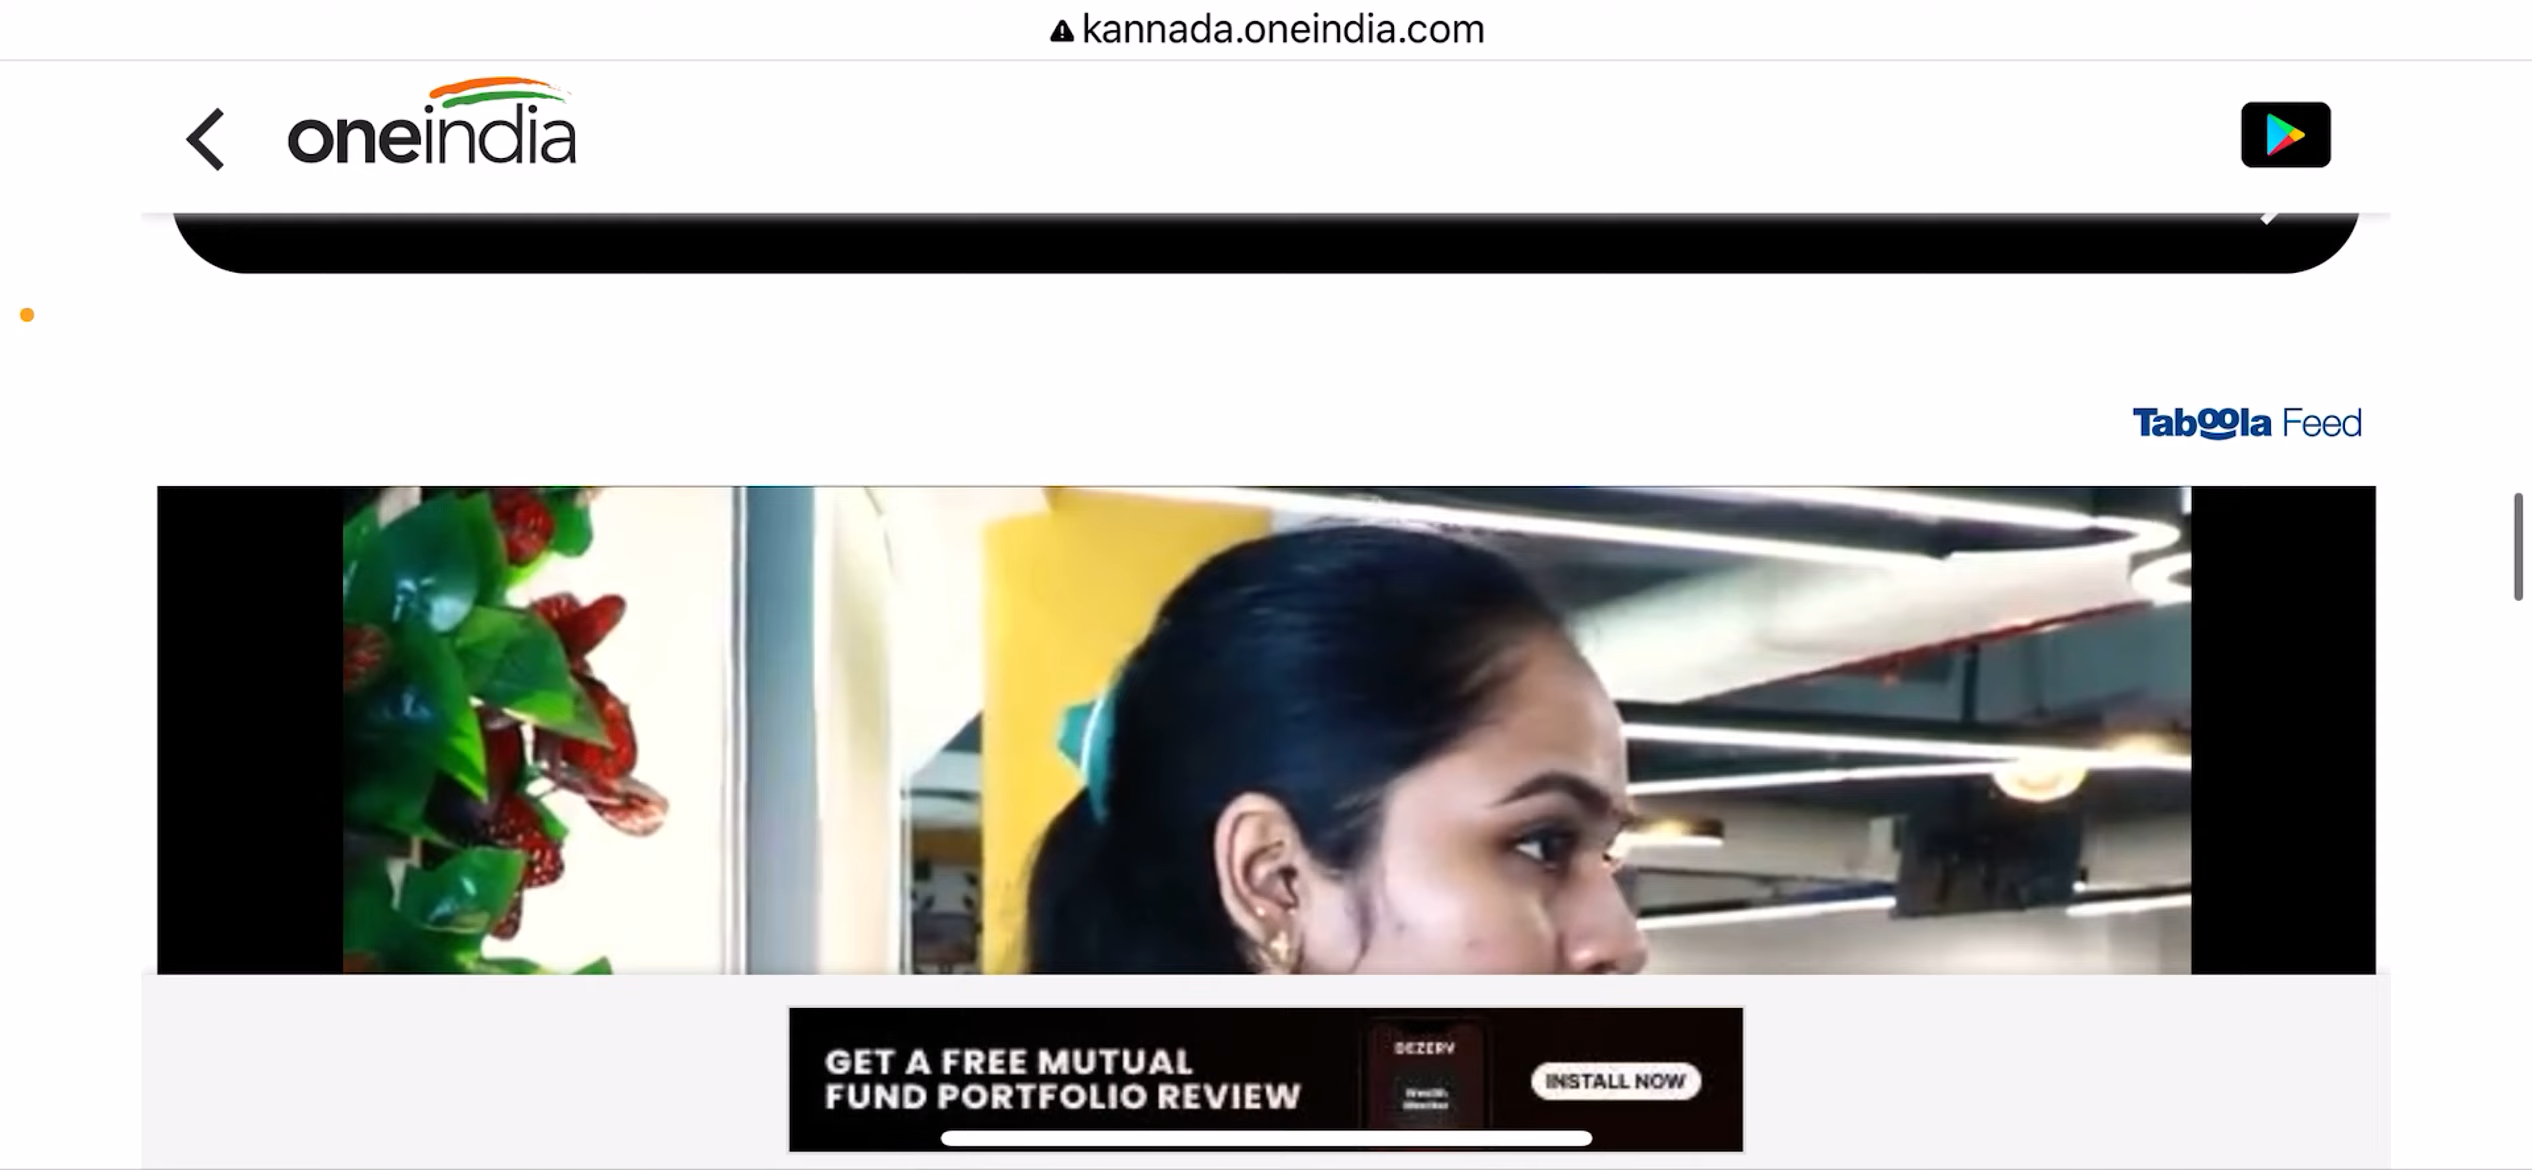 kannada.oneindia.com
oneindia
Taboola Feed
GET A FREE MUTUAL
FUND PORTFOLIO REVIEW
DEZERV
INSTALL NOW